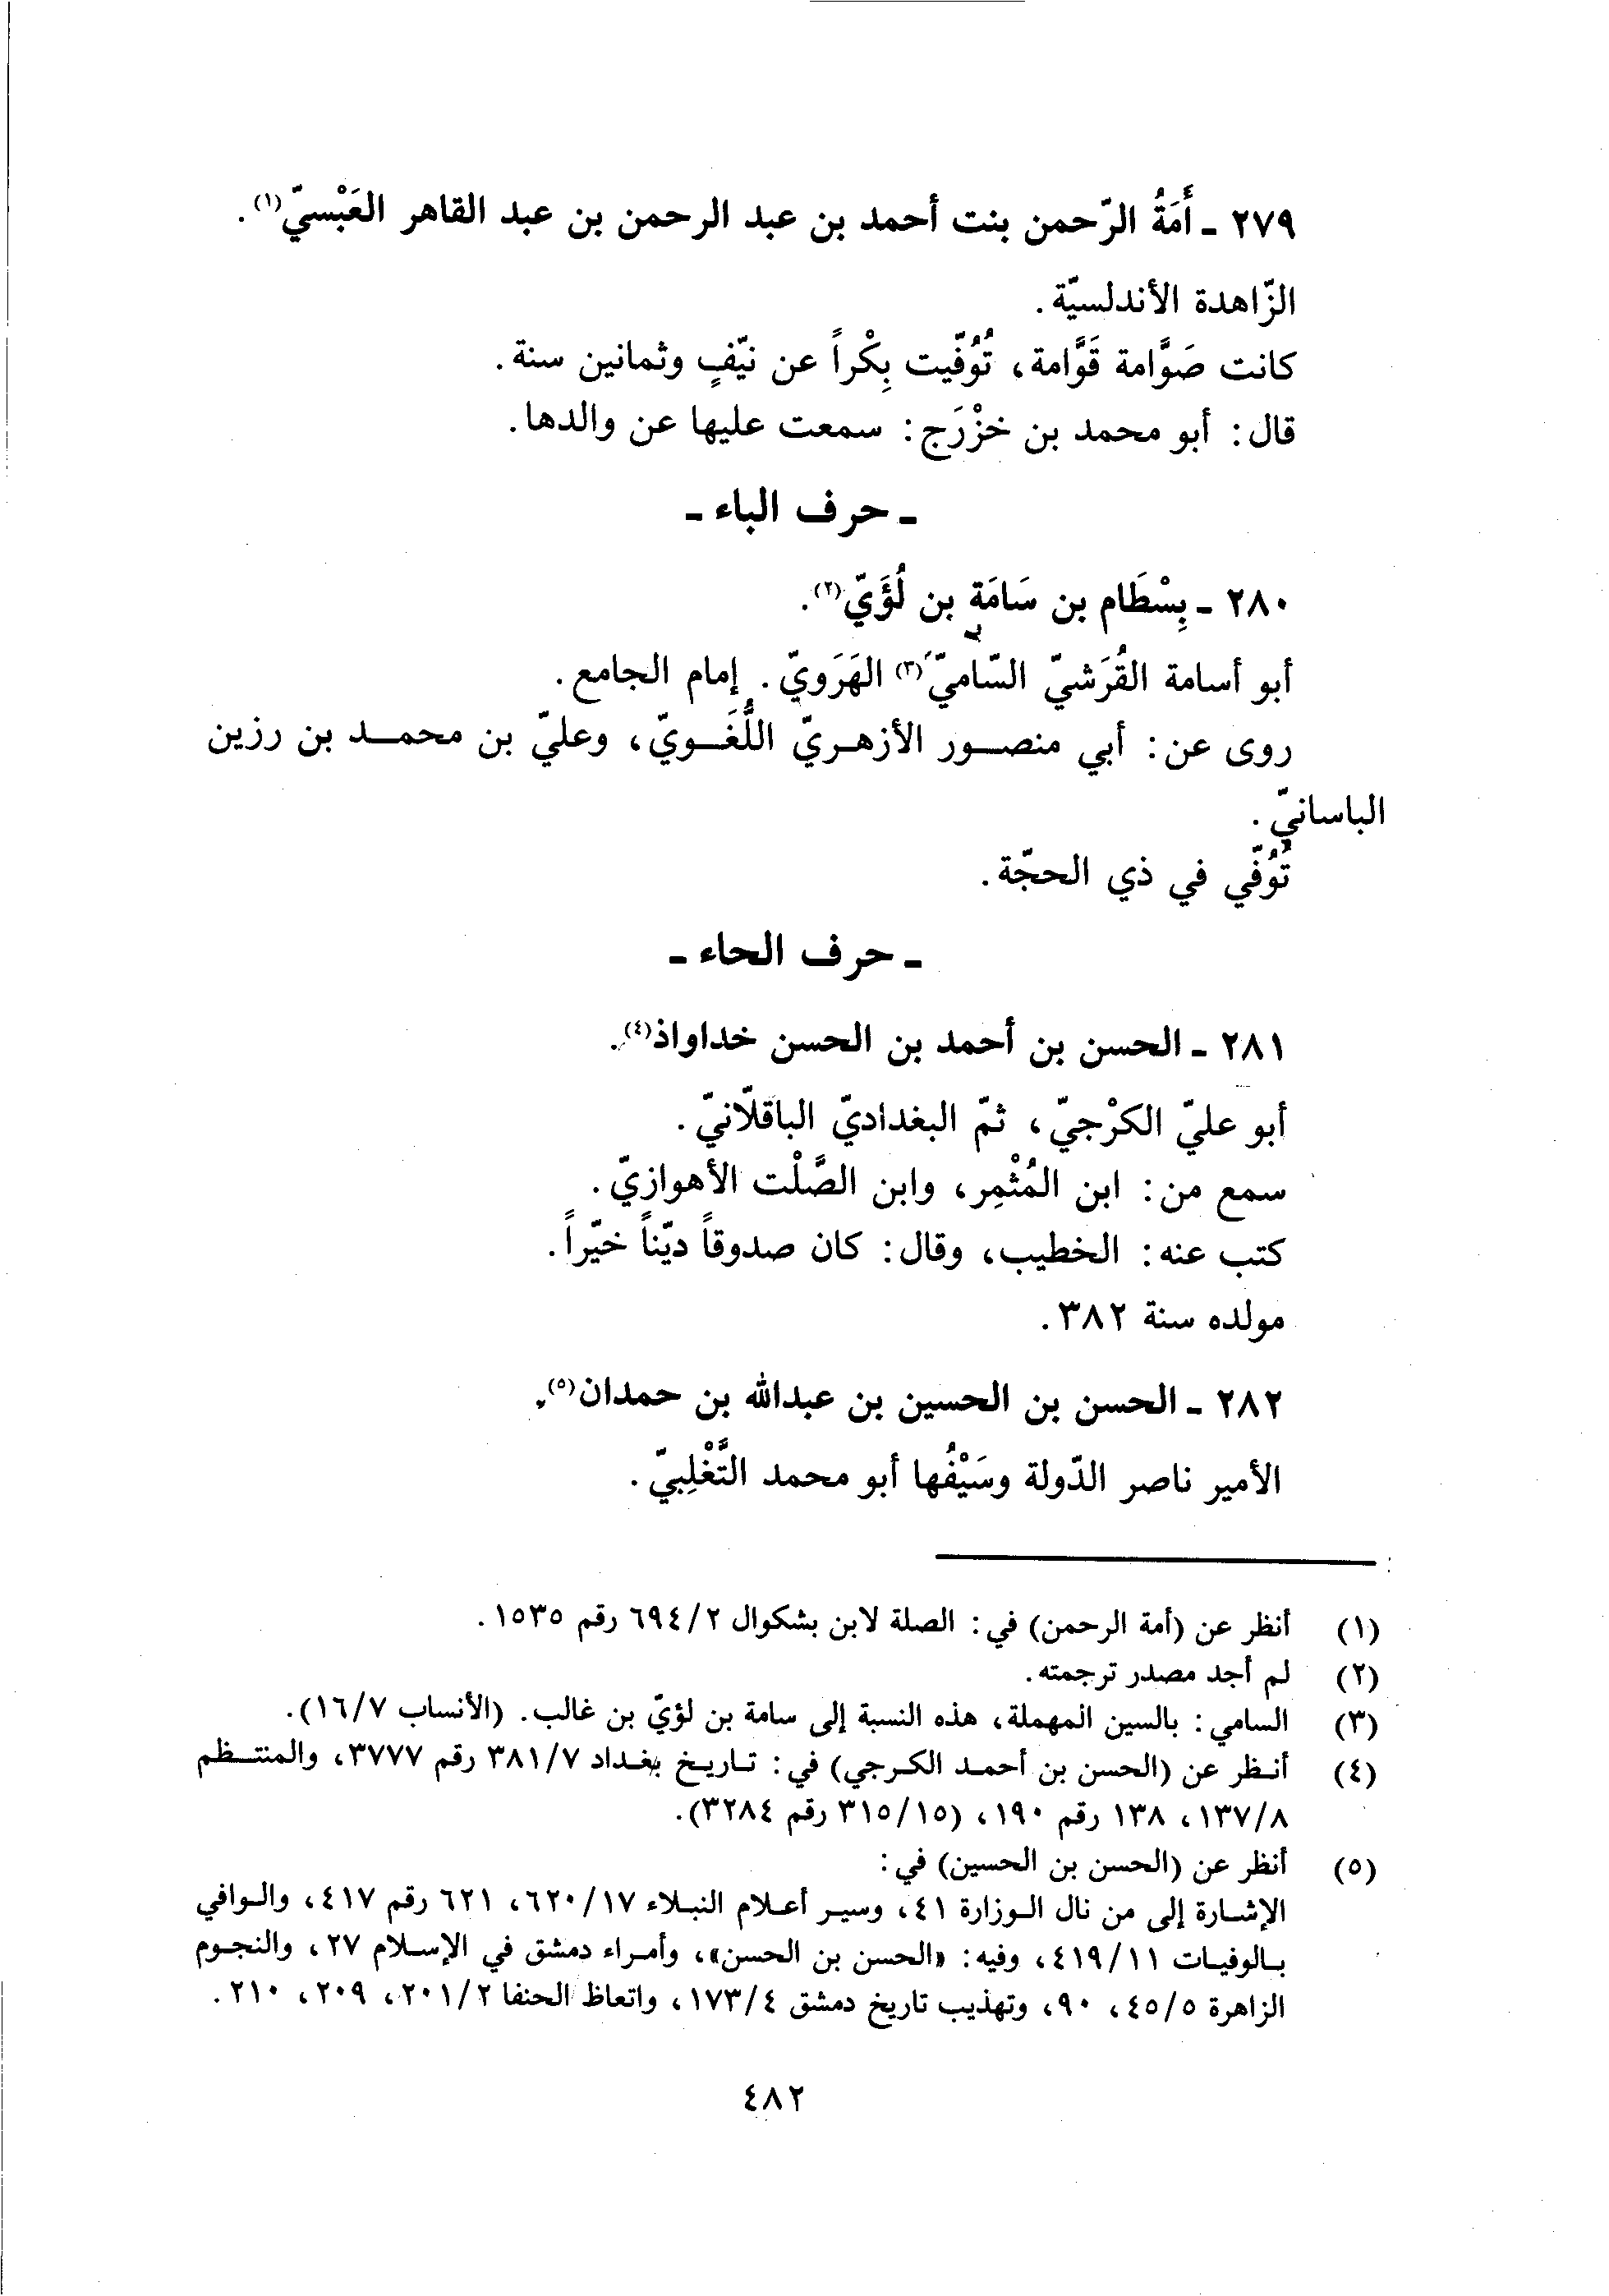 ٢٧٩ ـ أَمَةُ الرّحمن بنت أحمد بن عبد الرحمن بن عبد القاهر العَبْسيّ(١).
الزّاهدة الأندلسيّة.
كانت صَوَّامة قَوَّامة، تُوُفّيت بِكْراً عن نيّفٍ وثمانين سنة.
قال: أبو محمد بن خزْرَج: سمعت عليها عن والدها.
ـ حرف الباء ـ
٢٨٠ ـ بِسْطَام بن سَامَة بن لُؤَيّ(٢).
أبو أسامة القُرَشيّ السّاميّ(٣) الهَرَويّ. إمام الجامع.
روى عن: أبي منصور الأزهريّ اللُّغَويّ، وعليّ بن محمد بن رزين
الباسانيّ.
تُوُفّي في ذي الحجّة.
ـ حرف الحاء ـ
٢٨١ ـ الحسن بن أحمد بن الحسن خداواذ(٤).
أبو عليّ الكرْجيّ، ثمّ البغداديّ الباقلّانيّ.
سمع من: ابن المُثْمِر، وابن الصَّلْت الأهوازيّ.
كتب عنه: الخطيب، وقال: كان صدوقاً ديّناً خيّراً.
مولده سنة ٣٨٢.
٢٨٢ ـ الحسن بن الحسين بن عبدالله بن حمدان(٥).
الأمير ناصر الدّولة وسَيْفُها أبو محمد التَّغْلِبيّ.
(١) أنظر عن (أمة الرحمن) في: الصلة لابن بشكوال ٦٩٤/٢ رقم ١٥٣٥.
(٢) لم أجد مصدر ترجمته.
(٣) السامي: بالسين المهملة، هذه النسبة إلى سامة بن لؤيّ بن غالب. (الأنساب ١٦/٧).
(٤) أنظر عن (الحسن بن أحمد الكرجي) في: تاريخ بغداد ٣٨١/٧ رقم ٣٧٧٧، والمنتظم
١٣٧/٨، ١٣٨ رقم ١٩٠، (٣١٥/١٥ رقم ٣٢٨٤).
(٥) أنظر عن (الحسن بن الحسين) في:
الإشارة إلى من نال الوزارة ٤١، وسير أعلام النبلاء ٦٢٠/١٧، ٦٢١ رقم ٤١٧، والوافي
بالوفيات ٤١٩/١١، وفيه: «الحسن بن الحسن»، وأمراء دمشق في الإسلام ٢٧، والنجوم
الزاهرة ٤٥/٥، ٩٠، وتهذيب تاريخ دمشق ١٧٣/٤، واتعاظ الحنفا ٢٠١/٢، ٢٠٩، ٢١٠.
٤٨٢